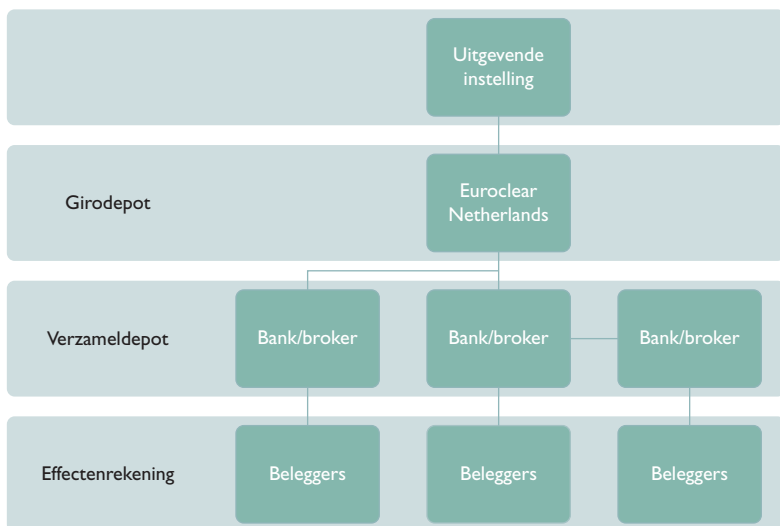 Uitgevende
instelling
Girodepot
Euroclear
Netherlands
Verzameldepot
Bank/broker
Bank/broker
Bank/broker
Effectenrekening
Beleggers
Beleggers
Beleggers